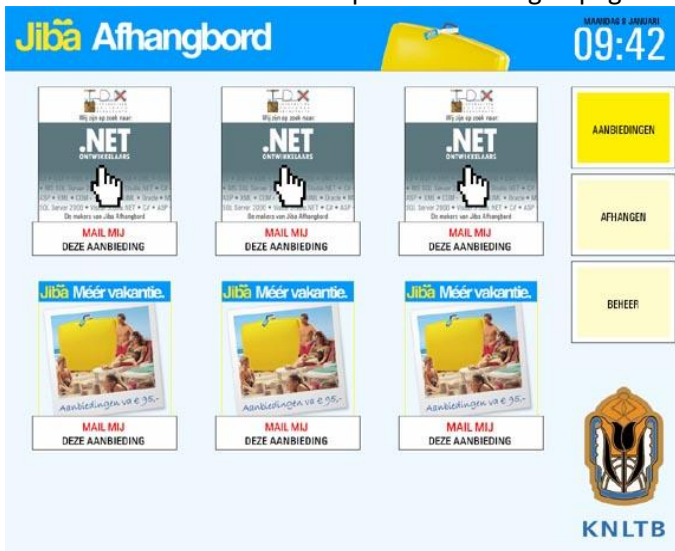 Jibâ Afhangbord
MAANDAG 8 JANUARI
09:42
T-D X
Wij zijn op zoek naar:
.NET
ONTWIKKELAARS
De makers van Jiba Afhangbord
MAIL MIJ
DEZE AANBIEDING
T-D X
Wij zijn op zoek naar:
.NET
ONTWIKKELAARS
De makers van Jiba Afhangbord
MAIL MIJ
DEZE AANBIEDING
T-D X
Wij zijn op zoek naar:
.NET
ONTWIKKELAARS
De makers van Jiba Afhangbord
MAIL MIJ
DEZE AANBIEDING
AANBIEDINGEN
AFHANGEN
BEHEER
Jibâ Méér vakantie.
Aanbiedingen va € 95,-
MAIL MIJ
DEZE AANBIEDING
Jibâ Méér vakantie.
Aanbiedingen va € 95,-
MAIL MIJ
DEZE AANBIEDING
Jibâ Méér vakantie.
Aanbiedingen va € 95,-
MAIL MIJ
DEZE AANBIEDING
KNLTB